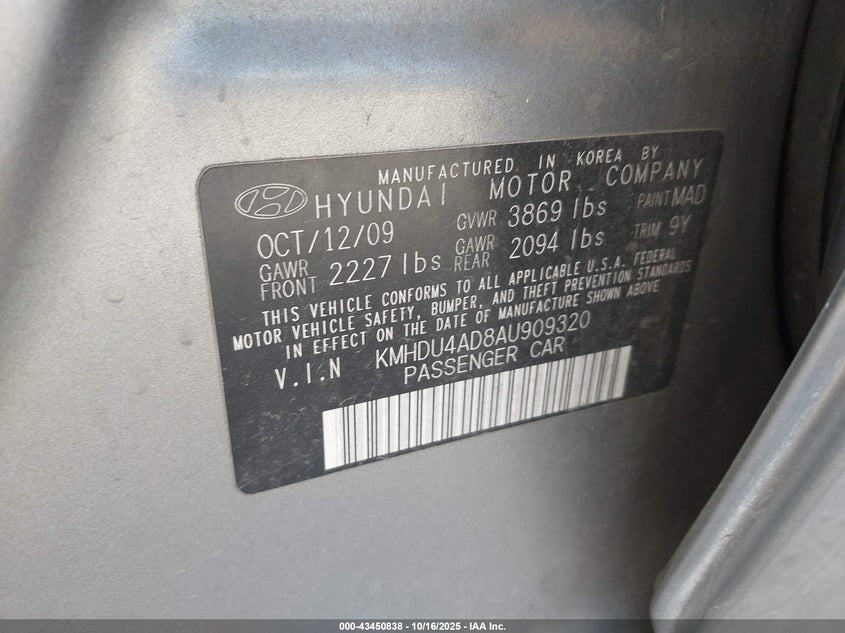 MANUFACTURED IN KOREA BY
HYUNDAI MOTOR COMPANY
OCT/12/09 GVWR 3869 lbs PAINT MAD
GAWR FRONT 2227 lbs GAWR REAR 2094 lbs TRIM 9Y
THIS VEHICLE CONFORMS TO ALL APPLICABLE U.S.A. FEDERAL
MOTOR VEHICLE SAFETY, BUMPER, AND THEFT PREVENTION STANDARDS
IN EFFECT ON THE DATE OF MANUFACTURE SHOWN ABOVE
V.I.N KMHDU4AD8AU909320
PASSENGER CAR
000-43450838 - 10/16/2025 - IAA Inc.